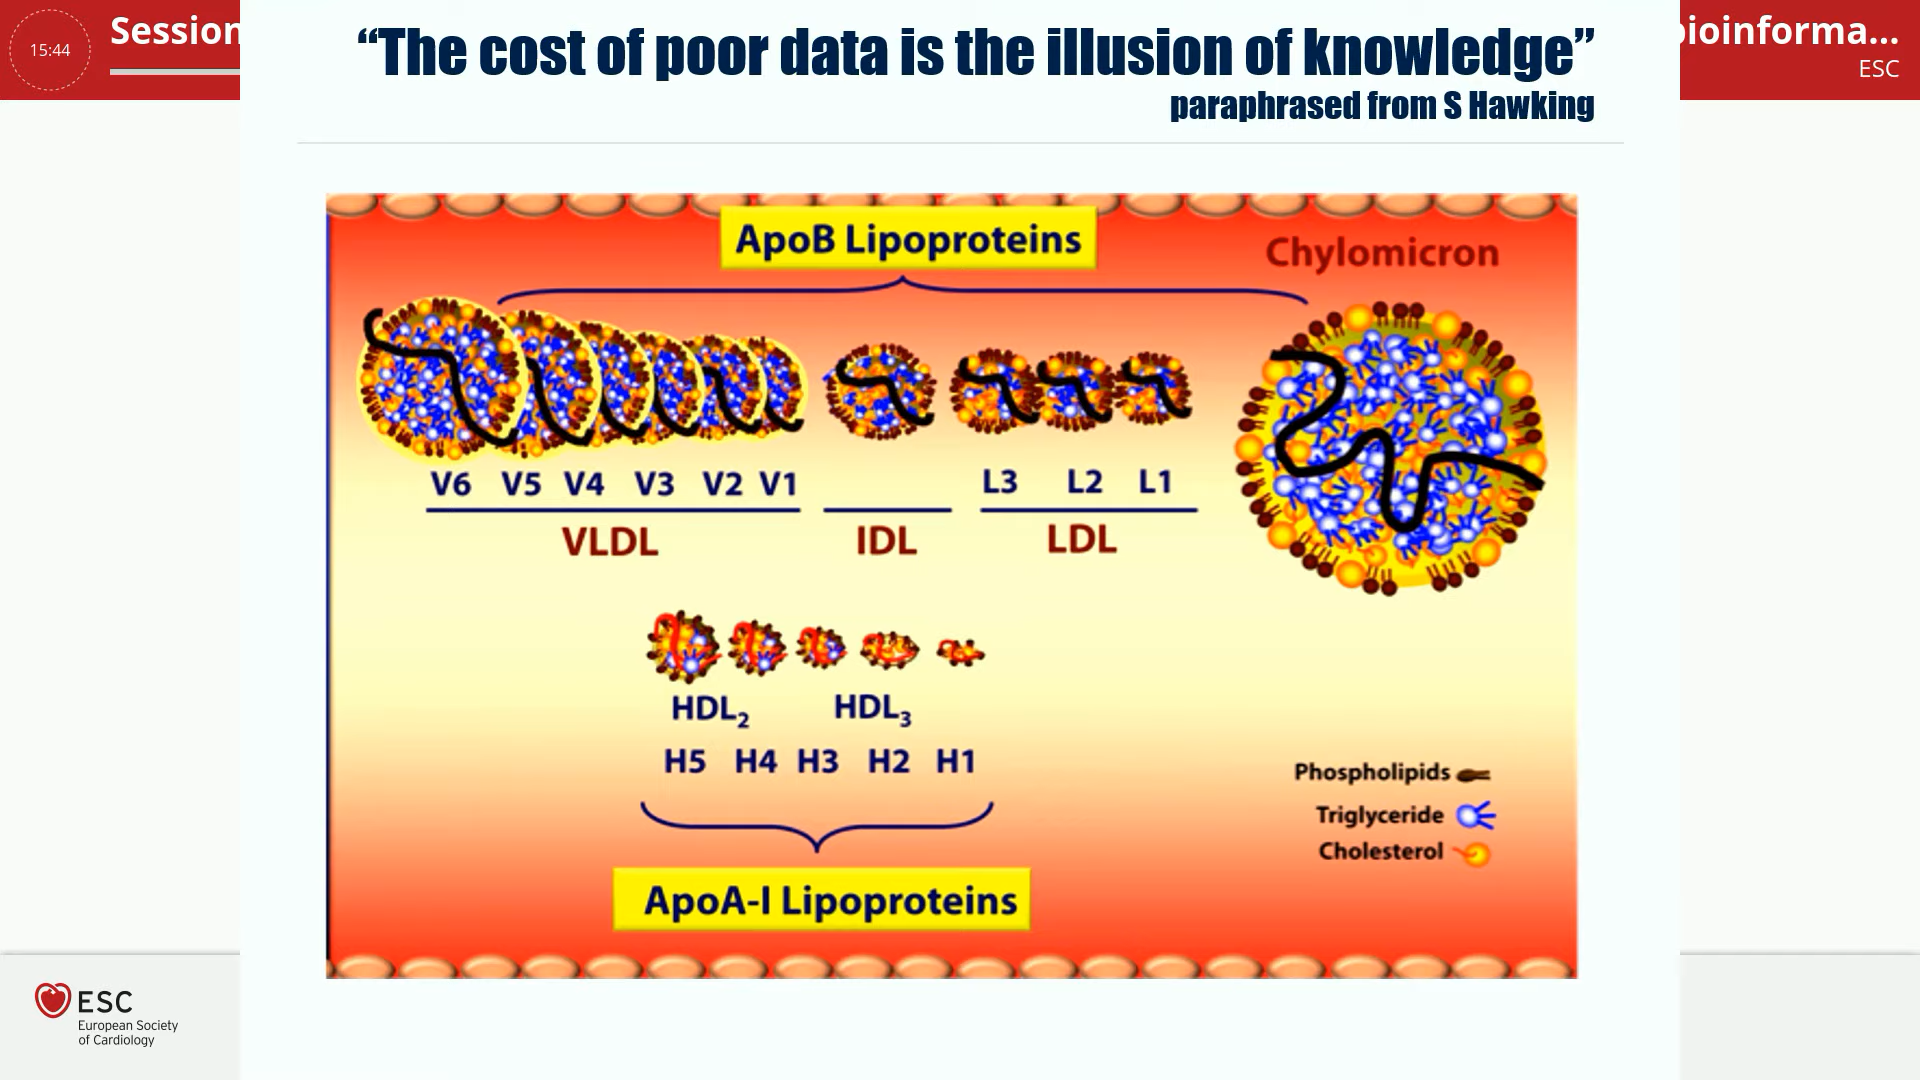 15:44
Session
ioinforma...
ESC
“The cost of poor data is the illusion of knowledge”
paraphrased from S Hawking
ApoB Lipoproteins
Chylomicron
V6 V5 V4 V3 V2 V1
L3 L2 L1
VLDL
IDL
LDL
HDL₂ HDL₃
H5 H4 H3 H2 H1
ApoA-I Lipoproteins
Phospholipids
Triglyceride
Cholesterol
ESC
European Society
of Cardiology